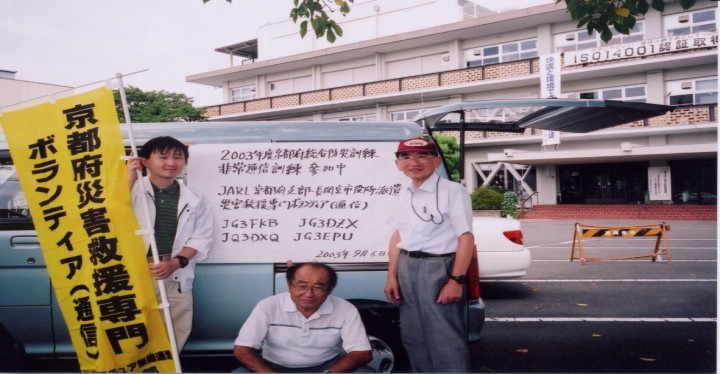 京都府災害救援専門
ボランティア(通信)
2003年度京都府総合防災訓練
非常通信訓練 参加中
JARL 京都府支部・長岡京市役所派遣
災害救援専門ボランティア(通信)
JG3FKB JG3DZX
JQ3DXQ JG3EPU
2003年9月6日
ISO14001認証取得